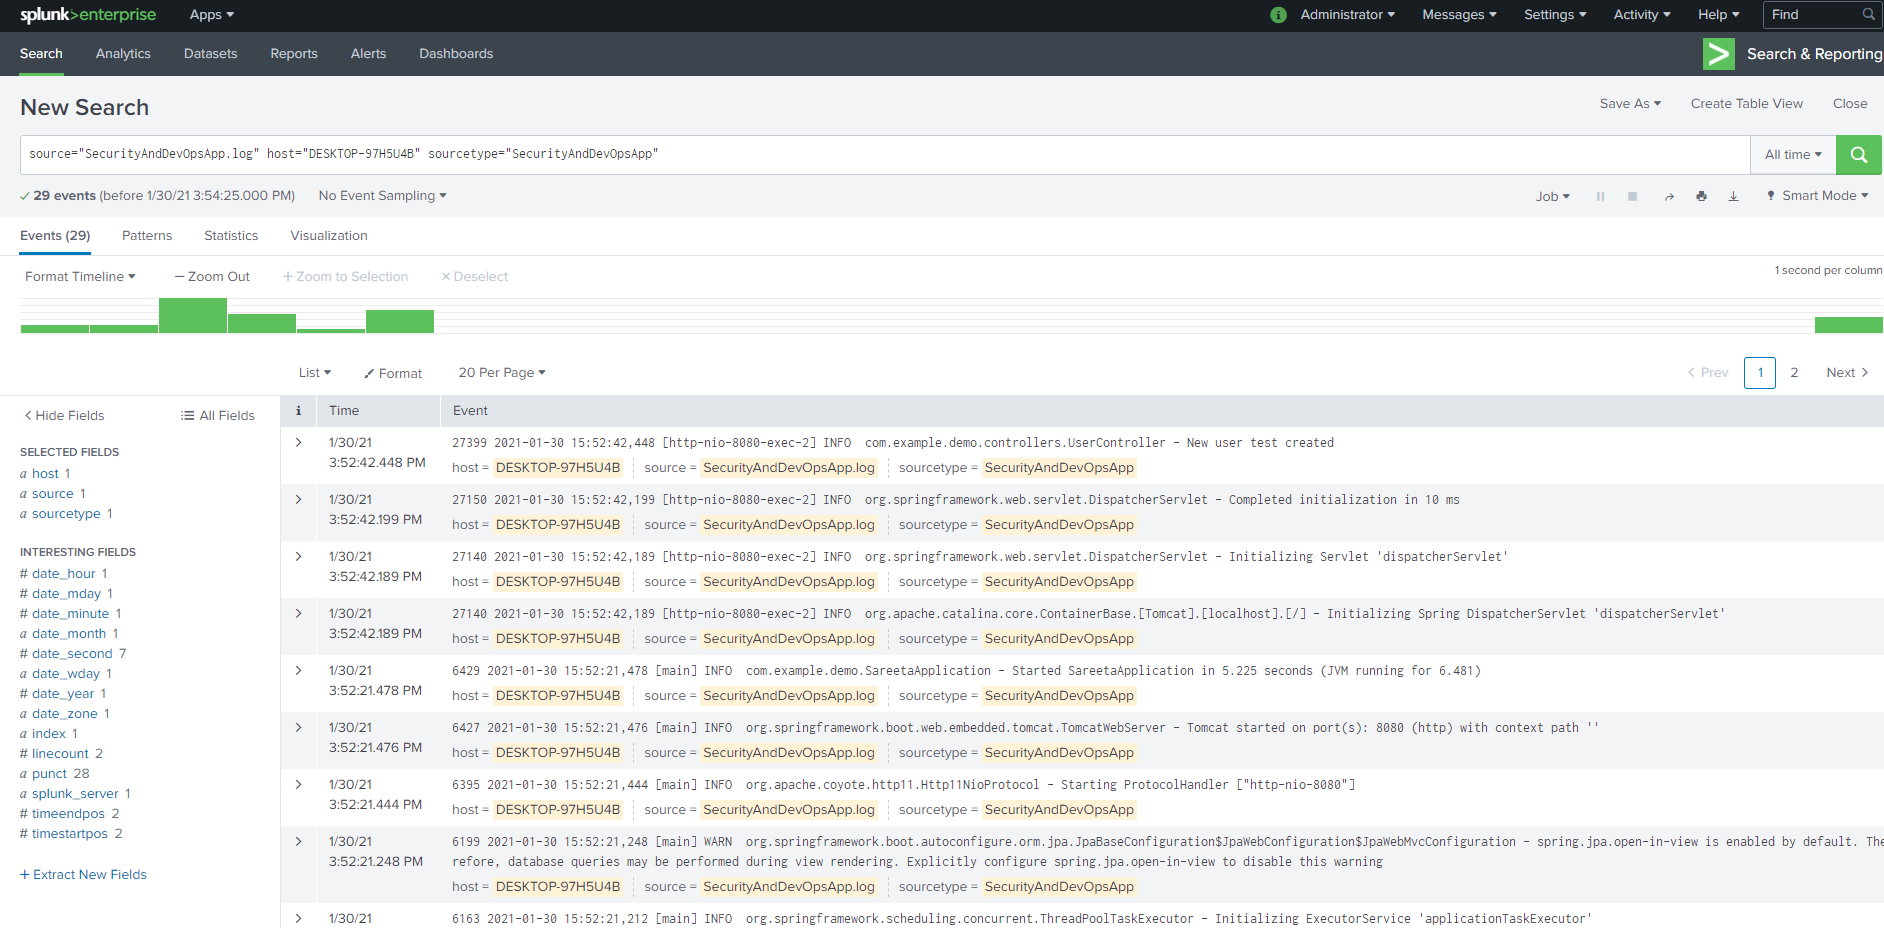 splunk>enterprise Apps ▾ i Administrator ▾ Messages ▾ Settings ▾ Activity ▾ Help ▾ Find
Search Analytics Datasets Reports Alerts Dashboards Search & Reporting
New Search Save As ▾ Create Table View Close
source="SecurityAndDevOpsApp.log" host="DESKTOP-97H5U4B" sourcetype="SecurityAndDevOpsApp" All time ▾
✓ 29 events (before 1/30/21 3:54:25.000 PM) No Event Sampling ▾ Job ▾ Smart Mode ▾
Events (29) Patterns Statistics Visualization
Format Timeline ▾ — Zoom Out + Zoom to Selection × Deselect 1 second per column
List ▾ Format 20 Per Page ▾ < Prev 1 2 Next >
< Hide Fields All Fields
SELECTED FIELDS
a host 1
a source 1
a sourcetype 1
INTERESTING FIELDS
# date_hour 1
# date_mday 1
# date_minute 1
a date_month 1
# date_second 7
a date_wday 1
# date_year 1
a date_zone 1
a index 1
# linecount 2
a punct 28
a splunk_server 1
# timeendpos 2
# timestartpos 2
+ Extract New Fields
i Time Event
> 1/30/21 27399 2021-01-30 15:52:42,448 [http-nio-8080-exec-2] INFO com.example.demo.controllers.UserController - New user test created
3:52:42.448 PM host = DESKTOP-97H5U4B source = SecurityAndDevOpsApp.log sourcetype = SecurityAndDevOpsApp
> 1/30/21 27150 2021-01-30 15:52:42,199 [http-nio-8080-exec-2] INFO org.springframework.web.servlet.DispatcherServlet - Completed initialization in 10 ms
3:52:42.199 PM host = DESKTOP-97H5U4B source = SecurityAndDevOpsApp.log sourcetype = SecurityAndDevOpsApp
> 1/30/21 27140 2021-01-30 15:52:42,189 [http-nio-8080-exec-2] INFO org.springframework.web.servlet.DispatcherServlet - Initializing Servlet 'dispatcherServlet'
3:52:42.189 PM host = DESKTOP-97H5U4B source = SecurityAndDevOpsApp.log sourcetype = SecurityAndDevOpsApp
> 1/30/21 27140 2021-01-30 15:52:42,189 [http-nio-8080-exec-2] INFO org.apache.catalina.core.ContainerBase.[Tomcat].[localhost].[/] - Initializing Spring DispatcherServlet 'dispatcherServlet'
3:52:42.189 PM host = DESKTOP-97H5U4B source = SecurityAndDevOpsApp.log sourcetype = SecurityAndDevOpsApp
> 1/30/21 6429 2021-01-30 15:52:21,478 [main] INFO com.example.demo.SareetaApplication - Started SareetaApplication in 5.225 seconds (JVM running for 6.481)
3:52:21.478 PM host = DESKTOP-97H5U4B source = SecurityAndDevOpsApp.log sourcetype = SecurityAndDevOpsApp
> 1/30/21 6427 2021-01-30 15:52:21,476 [main] INFO org.springframework.boot.web.embedded.tomcat.TomcatWebServer - Tomcat started on port(s): 8080 (http) with context path ''
3:52:21.476 PM host = DESKTOP-97H5U4B source = SecurityAndDevOpsApp.log sourcetype = SecurityAndDevOpsApp
> 1/30/21 6395 2021-01-30 15:52:21,444 [main] INFO org.apache.coyote.http11.Http11NioProtocol - Starting ProtocolHandler ["http-nio-8080"]
3:52:21.444 PM host = DESKTOP-97H5U4B source = SecurityAndDevOpsApp.log sourcetype = SecurityAndDevOpsApp
> 1/30/21 6199 2021-01-30 15:52:21,248 [main] WARN org.springframework.boot.autoconfigure.orm.jpa.JpaBaseConfiguration$JpaWebConfiguration$JpaWebMvcConfiguration - spring.jpa.open-in-view is enabled by default. The
3:52:21.248 PM refore, database queries may be performed during view rendering. Explicitly configure spring.jpa.open-in-view to disable this warning
host = DESKTOP-97H5U4B source = SecurityAndDevOpsApp.log sourcetype = SecurityAndDevOpsApp
> 1/30/21 6163 2021-01-30 15:52:21,212 [main] INFO org.springframework.scheduling.concurrent.ThreadPoolTaskExecutor - Initializing ExecutorService 'applicationTaskExecutor'